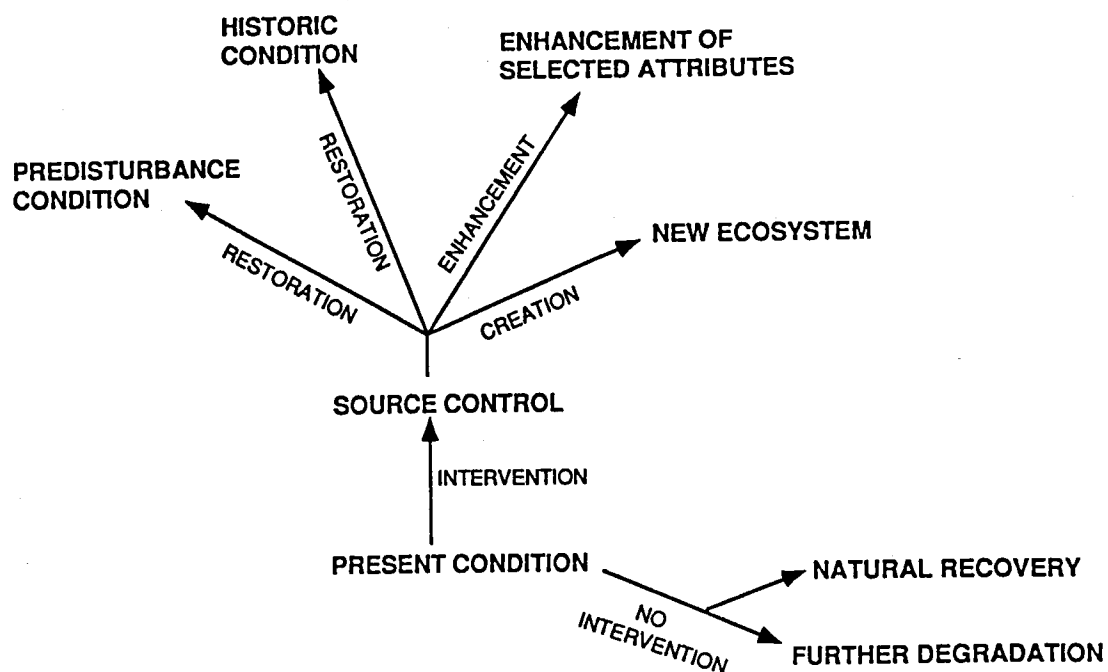 HISTORIC
CONDITION
ENHANCEMENT OF
SELECTED ATTRIBUTES
PREDISTURBANCE
CONDITION
RESTORATION
RESTORATION
ENHANCEMENT
CREATION
NEW ECOSYSTEM
SOURCE CONTROL
INTERVENTION
PRESENT CONDITION
NO
INTERVENTION
NATURAL RECOVERY
FURTHER DEGRADATION